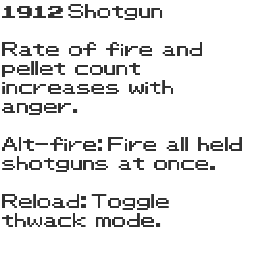 1912 Shotgun
Rate of fire and
pellet count
increases with
anger.
Alt-fire: Fire all held
shotguns at once.
Reload: Toggle
thwack mode.